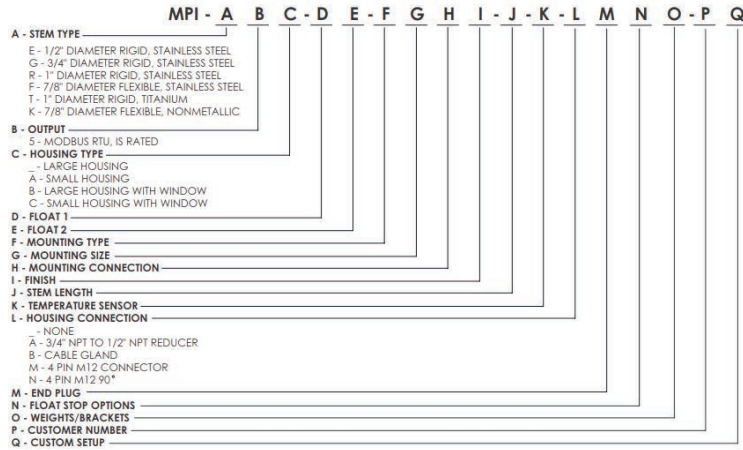 MPI - A B C - D E - F G H I - J - K - L M N O - P Q
A - STEM TYPE
E - 1/2" DIAMETER RIGID, STAINLESS STEEL
G - 3/4" DIAMETER RIGID, STAINLESS STEEL
R - 1" DIAMETER RIGID, STAINLESS STEEL
F - 7/8" DIAMETER FLEXIBLE, STAINLESS STEEL
T - 1" DIAMETER RIGID, TITANIUM
K - 7/8" DIAMETER FLEXIBLE, NONMETALLIC
B - OUTPUT
5 - MODBUS RTU, IS RATED
C - HOUSING TYPE
_ - LARGE HOUSING
A - SMALL HOUSING
B - LARGE HOUSING WITH WINDOW
C - SMALL HOUSING WITH WINDOW
D - FLOAT 1
E - FLOAT 2
F - MOUNTING TYPE
G - MOUNTING SIZE
H - MOUNTING CONNECTION
I - FINISH
J - STEM LENGTH
K - TEMPERATURE SENSOR
L - HOUSING CONNECTION
_ - NONE
A - 3/4" NPT TO 1/2" NPT REDUCER
B - CABLE GLAND
M - 4 PIN M12 CONNECTOR
N - 4 PIN M12 90°
M - END PLUG
N - FLOAT STOP OPTIONS
O - WEIGHTS/BRACKETS
P - CUSTOMER NUMBER
Q - CUSTOM SETUP